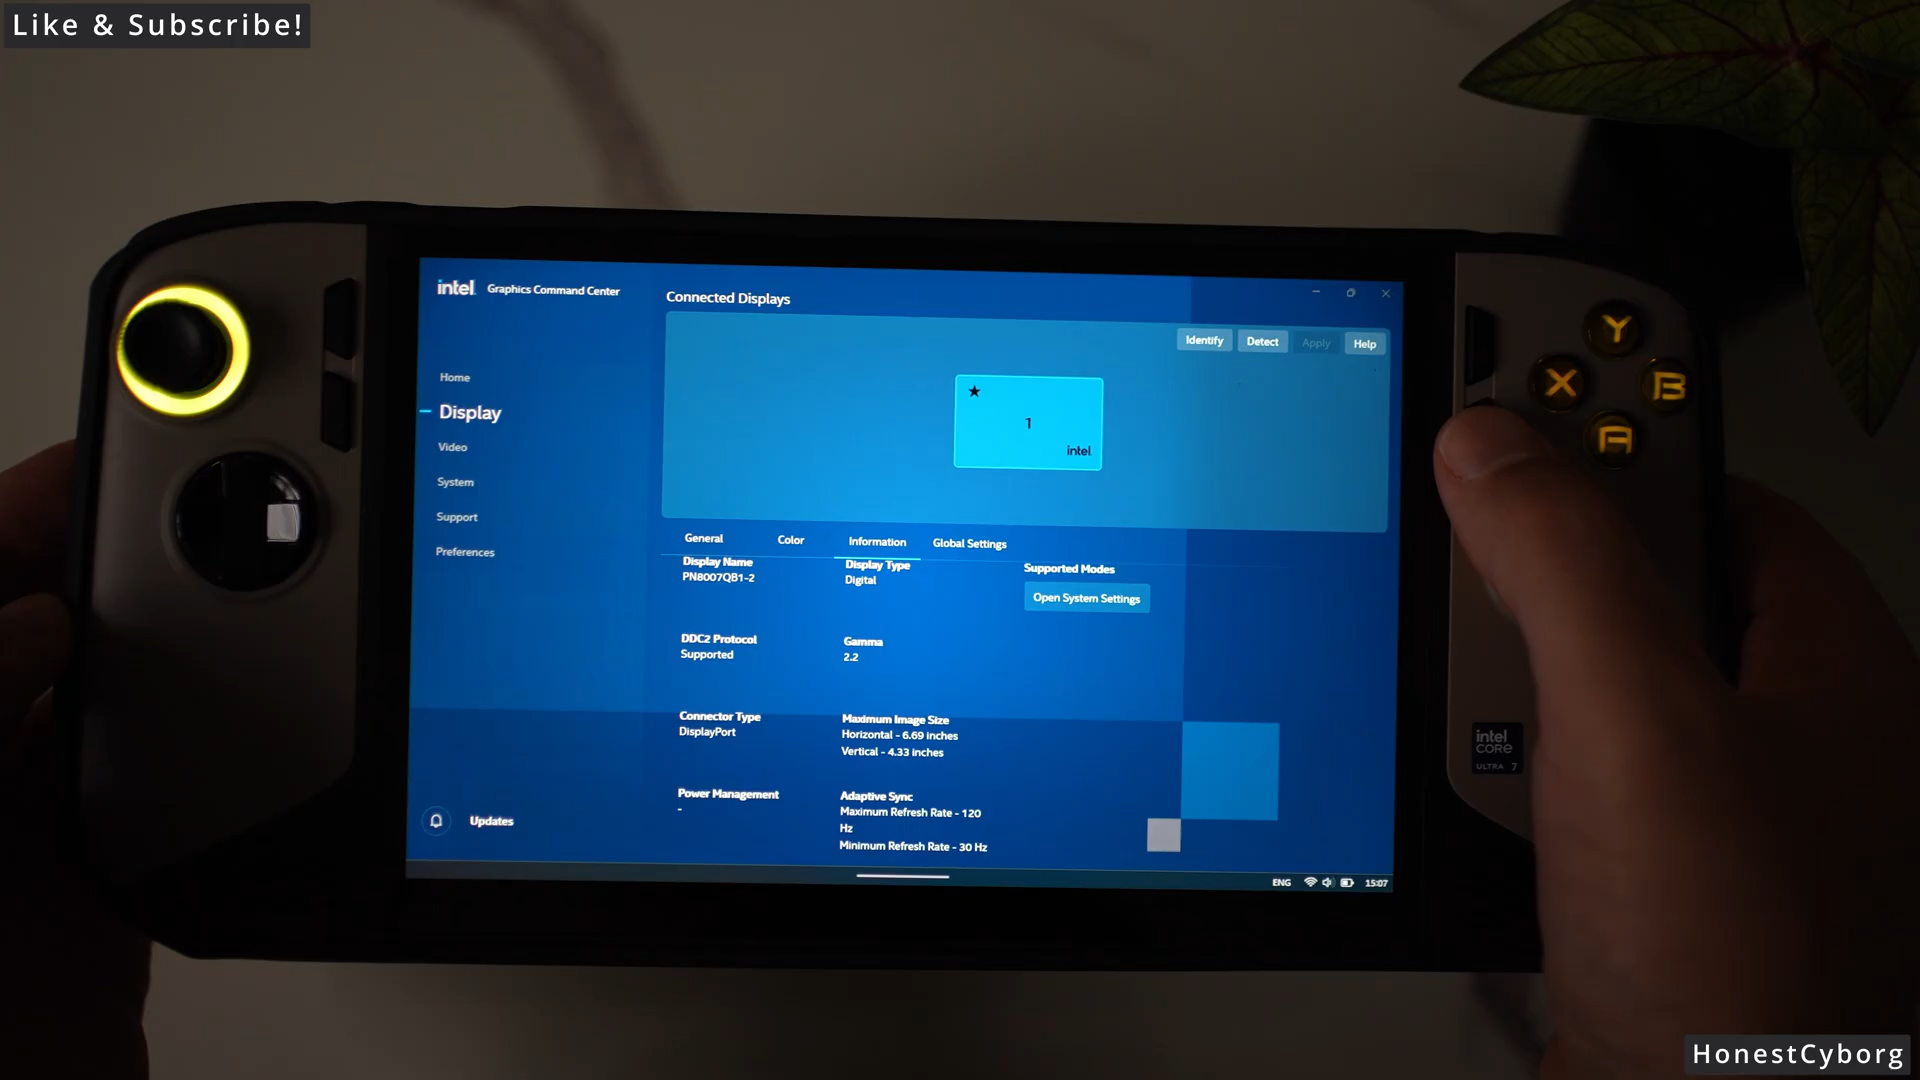 Like & Subscribe!
intel Graphics Command Center
Connected Displays
Identify
Detect
Apply
Help
Home
Display
Video
System
Support
Preferences
Updates
1
intel
General
Color
Information
Global Settings
Display Name
PN8007QB1-2
Display Type
Digital
Supported Modes
Open System Settings
DDC2 Protocol
Supported
Gamma
2.2
Connector Type
DisplayPort
Maximum Image Size
Horizontal - 6.69 inches
Vertical - 4.33 inches
Power Management
-
Adaptive Sync
Maximum Refresh Rate - 120
Hz
Minimum Refresh Rate - 30 Hz
ENG
15:07
Y
X
B
A
intel
CORE
ULTRA 7
HonestCyborg